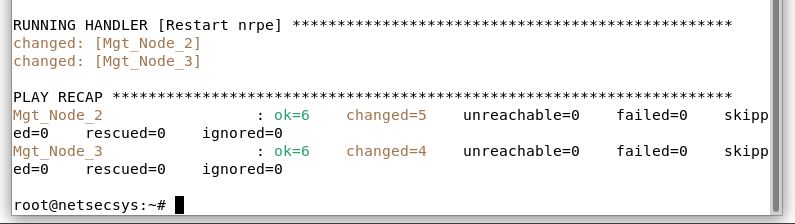 RUNNING HANDLER [Restart nrpe] *************************************************
changed: [Mgt_Node_2]
changed: [Mgt_Node_3]
PLAY RECAP *********************************************************************
Mgt_Node_2                 : ok=6    changed=5    unreachable=0    failed=0    skipp
ed=0    rescued=0    ignored=0
Mgt_Node_3                 : ok=6    changed=4    unreachable=0    failed=0    skipp
ed=0    rescued=0    ignored=0
root@netsecsys:~#